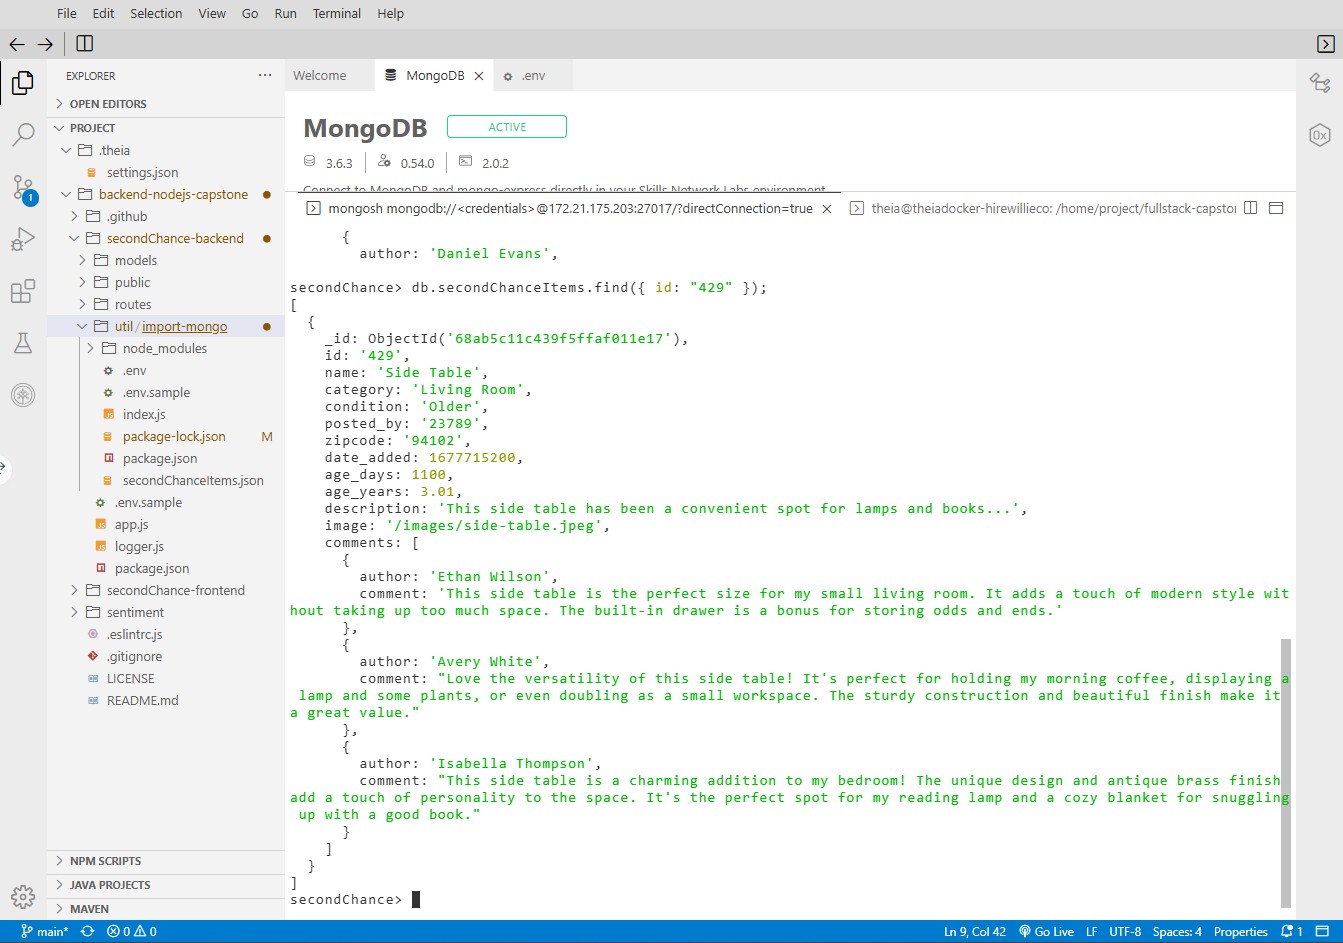 File Edit Selection View Go Run Terminal Help
EXPLORER
OPEN EDITORS
PROJECT
.theia
settings.json
backend-nodejs-capstone
.github
secondChance-backend
models
public
routes
util / import-mongo
node_modules
.env
.env.sample
index.js
package-lock.json M
package.json
secondChanceItems.json
.env.sample
app.js
logger.js
package.json
secondChance-frontend
sentiment
.eslintrc.js
.gitignore
LICENSE
README.md
NPM SCRIPTS
JAVA PROJECTS
MAVEN
1
Welcome MongoDB .env
MongoDB ACTIVE
3.6.3 0.54.0 2.0.2
Connect to MongoDB and mongo-express directly in your Skills Network Labs environment
mongosh mongodb://<credentials>@172.21.175.203:27017/?directConnection=true theia@theiadocker-hirewillieco: /home/project/fullstack-capsto
{
author: 'Daniel Evans',
secondChance> db.secondChanceItems.find({ id: "429" });
[
{
_id: ObjectId('68ab5c11c439f5ffaf011e17'),
id: '429',
name: 'Side Table',
category: 'Living Room',
condition: 'Older',
posted_by: '23789',
zipcode: '94102',
date_added: 1677715200,
age_days: 1100,
age_years: 3.01,
description: 'This side table has been a convenient spot for lamps and books...',
image: '/images/side-table.jpeg',
comments: [
{
author: 'Ethan Wilson',
comment: 'This side table is the perfect size for my small living room. It adds a touch of modern style wit
hout taking up too much space. The built-in drawer is a bonus for storing odds and ends.'
},
{
author: 'Avery White',
comment: "Love the versatility of this side table! It's perfect for holding my morning coffee, displaying a
lamp and some plants, or even doubling as a small workspace. The sturdy construction and beautiful finish make it
a great value."
},
{
author: 'Isabella Thompson',
comment: "This side table is a charming addition to my bedroom! The unique design and antique brass finish
add a touch of personality to the space. It's the perfect spot for my reading lamp and a cozy blanket for snuggling
up with a good book."
}
]
}
]
secondChance>
main* 0 0 Ln 9, Col 42 Go Live LF UTF-8 Spaces: 4 Properties 1